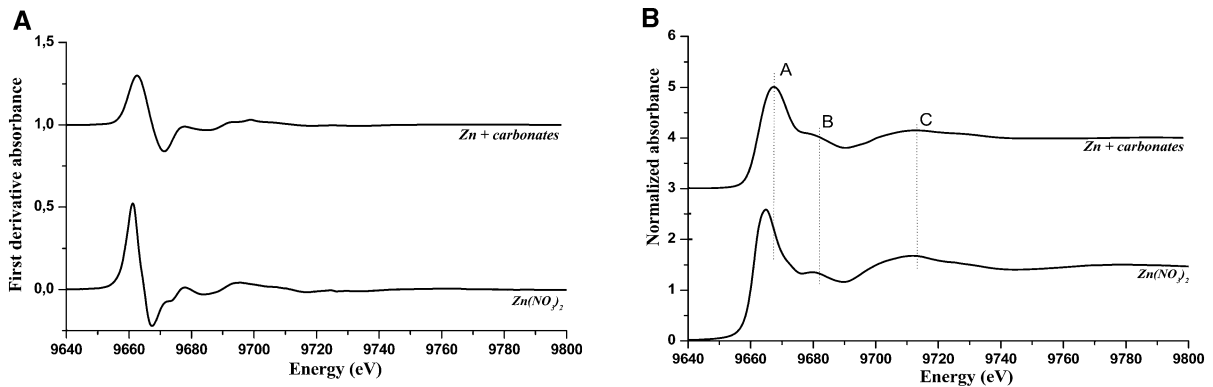 A
1,5
1,0
0,5
0,0
First derivative absorbance
Zn + carbonates
Zn(NO3)2
9640 9660 9680 9700 9720 9740 9760 9780 9800
Energy (eV)
B
6
5
4
3
2
1
0
Normalized absorbance
A
B
C
Zn + carbonates
Zn(NO3)2
9640 9660 9680 9700 9720 9740 9760 9780 9800
Energy (eV)